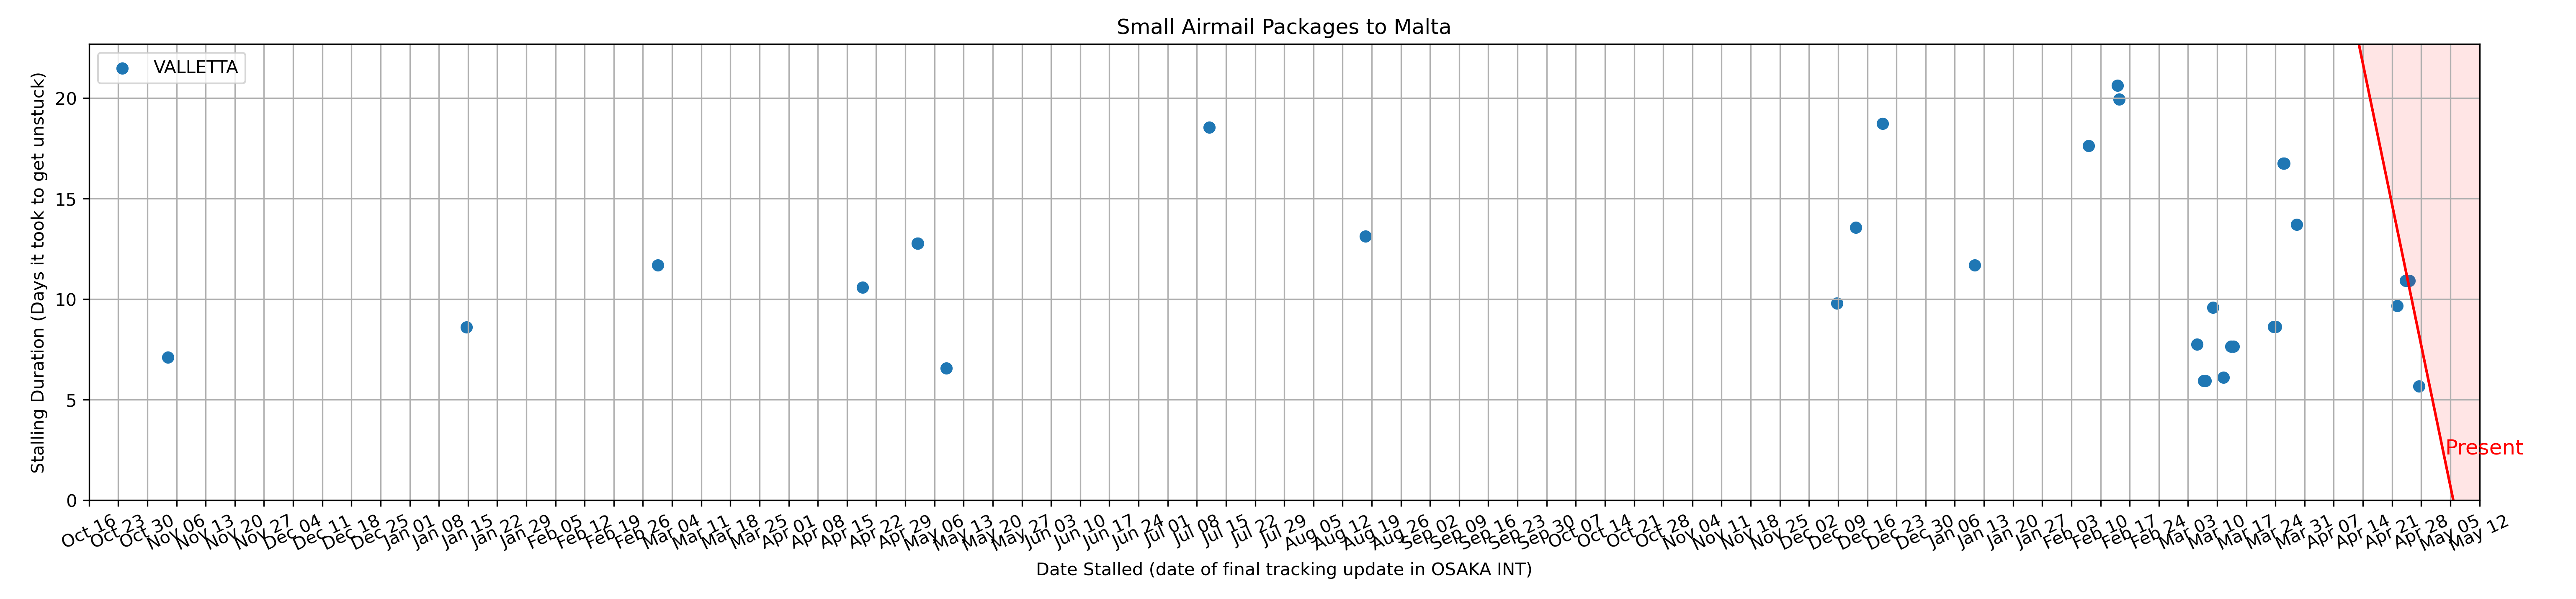 Small Airmail Packages to Malta
VALLETTA
Stalling Duration (Days it took to get unstuck)
20
15
10
5
0
Present
Oct 16
Oct 23
Oct 30
Nov 06
Nov 13
Nov 20
Nov 27
Dec 04
Dec 11
Dec 18
Dec 25
Jan 01
Jan 08
Jan 15
Jan 22
Jan 29
Feb 05
Feb 12
Feb 19
Feb 26
Mar 04
Mar 11
Mar 18
Mar 25
Apr 01
Apr 08
Apr 15
Apr 22
Apr 29
May 06
May 13
May 20
May 27
Jun 03
Jun 10
Jun 17
Jun 24
Jul 01
Jul 08
Jul 15
Jul 22
Jul 29
Aug 05
Aug 12
Aug 19
Aug 26
Sep 02
Sep 09
Sep 16
Sep 23
Sep 30
Oct 07
Oct 14
Oct 21
Oct 28
Nov 04
Nov 11
Nov 18
Nov 25
Dec 02
Dec 09
Dec 16
Dec 23
Dec 30
Jan 06
Jan 13
Jan 20
Jan 27
Feb 03
Feb 10
Feb 17
Feb 24
Mar 03
Mar 10
Mar 17
Mar 24
Mar 31
Apr 07
Apr 14
Apr 21
Apr 28
May 05
May 12
Date Stalled (date of final tracking update in OSAKA INT)